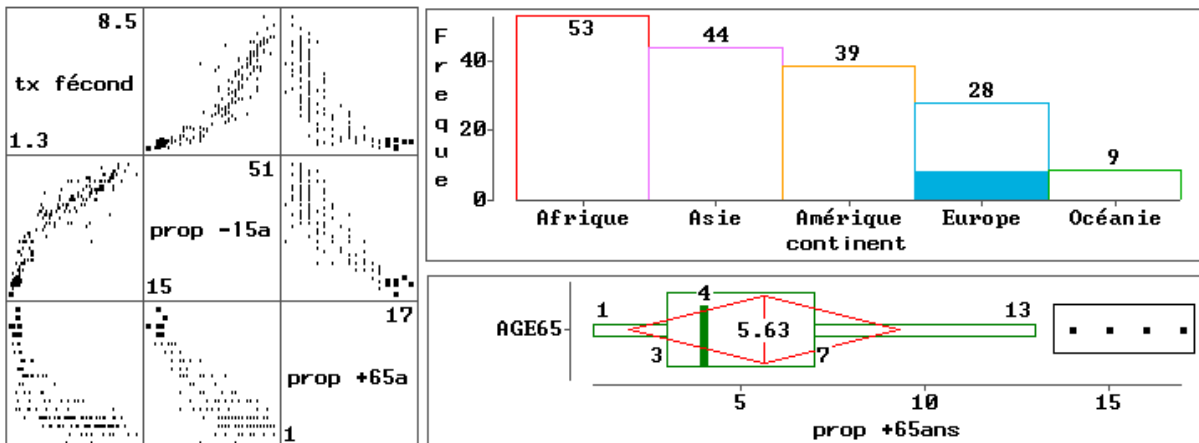 8.5
tx fécond
1.3
51
prop -15a
15
17
prop +65a
1
Fréque
40
20
0
53
44
39
28
9
Afrique Asie Amérique Europe Océanie
continent
AGE65
1
4
13
5.63
3
7
5 10 15
prop +65ans